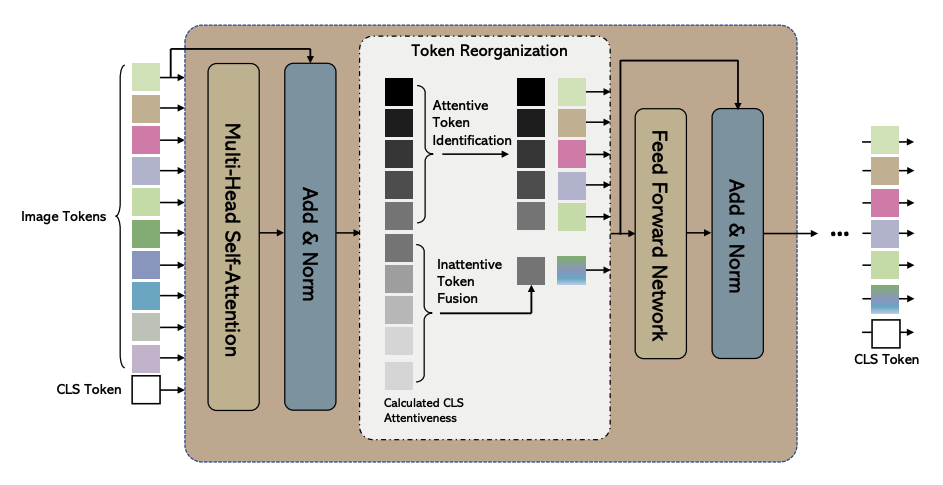 Token Reorganization
Image Tokens
CLS Token
Multi-Head Self-Attention
Add & Norm
Attentive
Token
Identification
Inattentive
Token
Fusion
Calculated CLS
Attentiveness
Feed Forward Network
Add & Norm
CLS Token